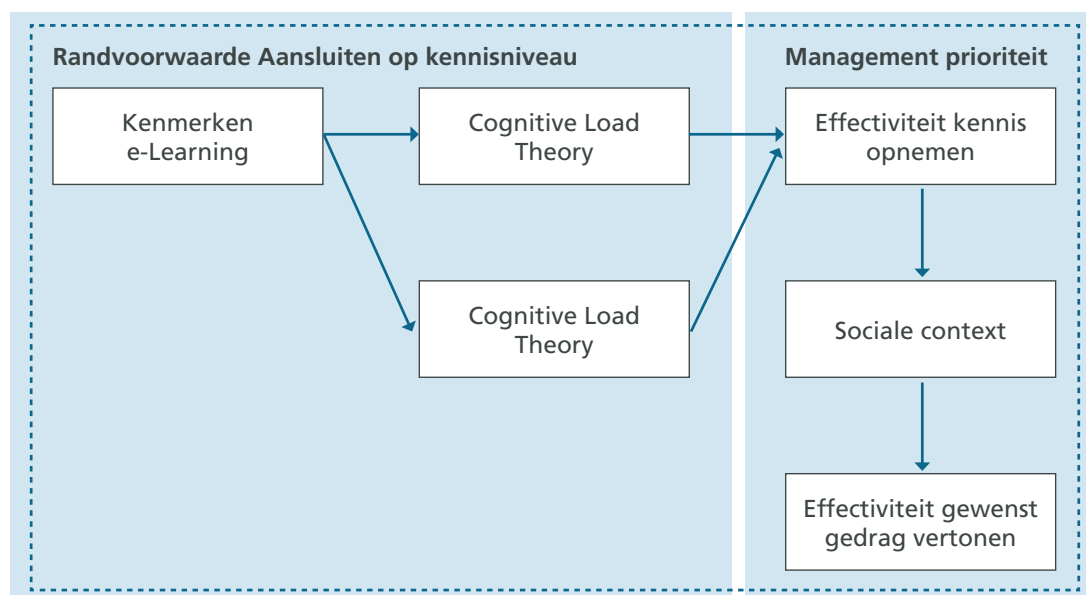 Randvoorwaarde Aansluiten op kennisniveau
Management prioriteit
Kenmerken
e-Learning
Cognitive Load
Theory
Effectiviteit kennis
opnemen
Cognitive Load
Theory
Sociale context
Effectiviteit gewenst
gedrag vertonen